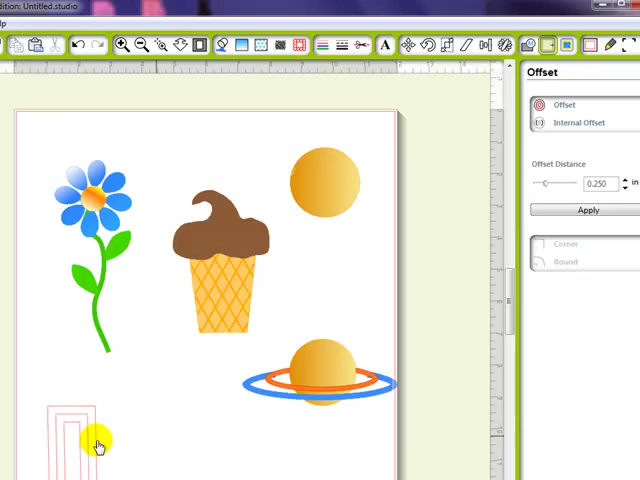 dition: Untitled.studio
lp
A
Offset
Offset
Internal Offset
Offset Distance
0.250 in
Apply
Corner
Round